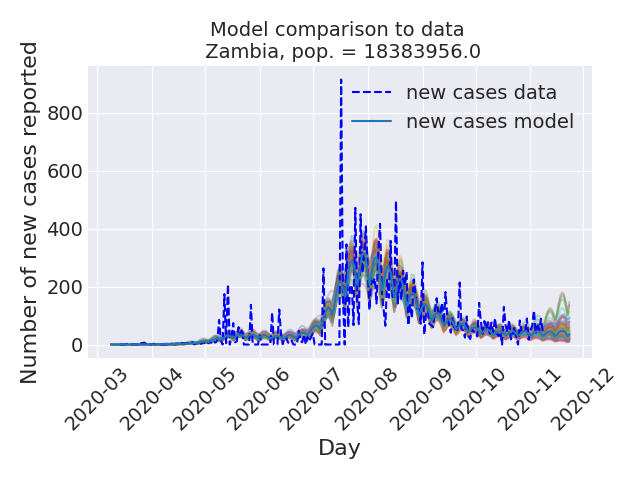 Model comparison to data
Zambia, pop. = 18383956.0
Number of new cases reported
800
600
400
200
0
new cases data
new cases model
2020-03
2020-04
2020-05
2020-06
2020-07
2020-08
2020-09
2020-10
2020-11
2020-12
Day